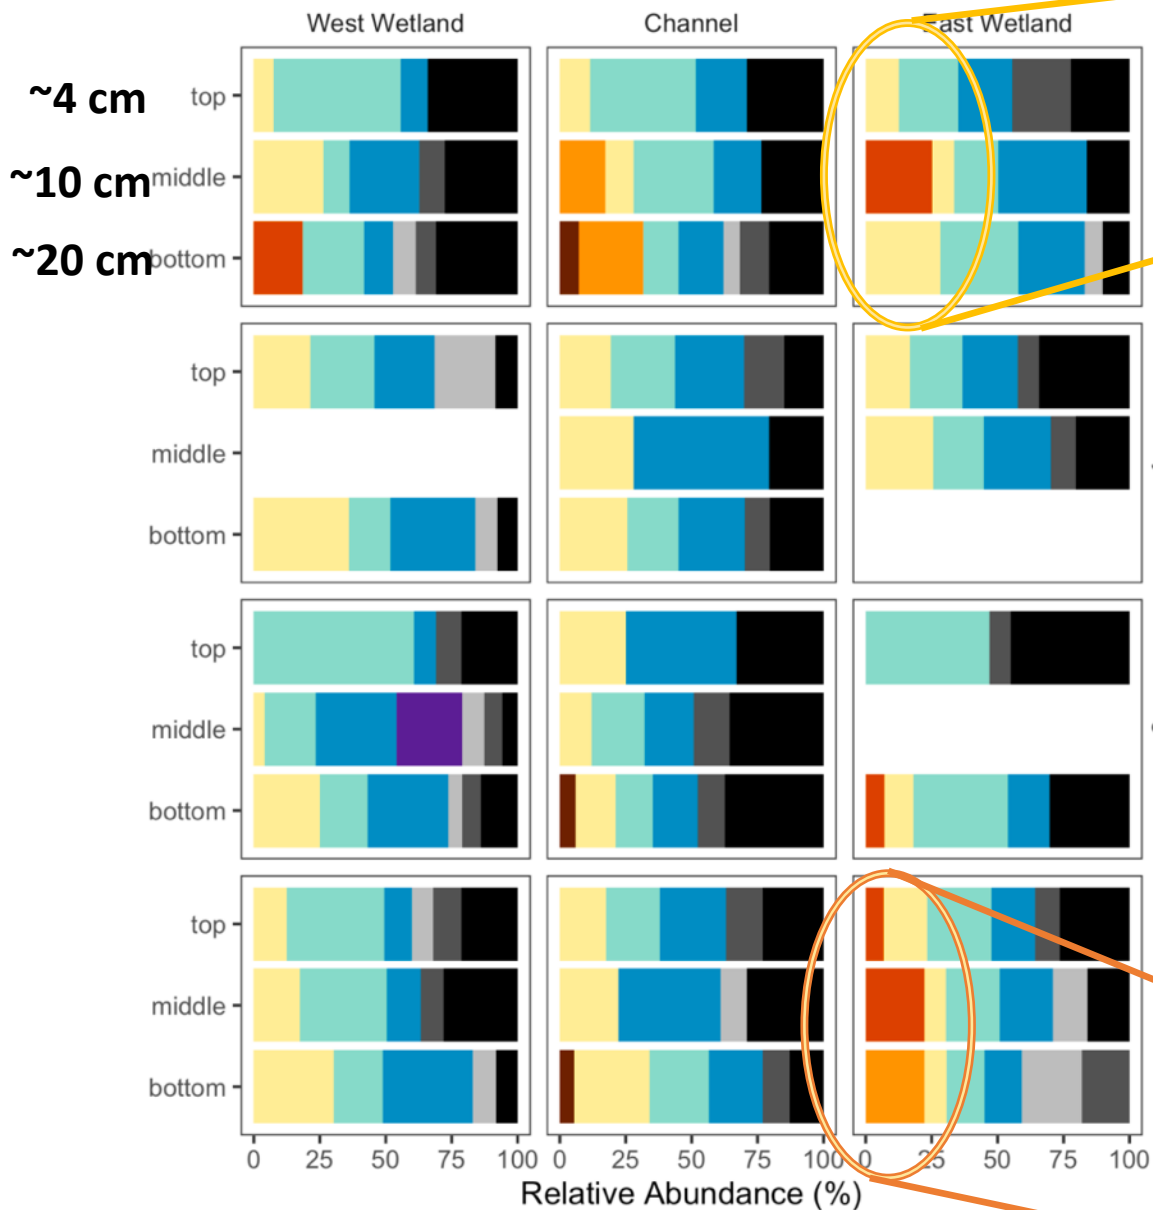 West Wetland Channel East Wetland
~4 cm top
~10 cm middle
~20 cm bottom
top
middle
bottom
top
middle
bottom
top
middle
bottom
0 25 50 75 100 0 25 50 75 100 0 25 50 75 100
Relative Abundance (%)